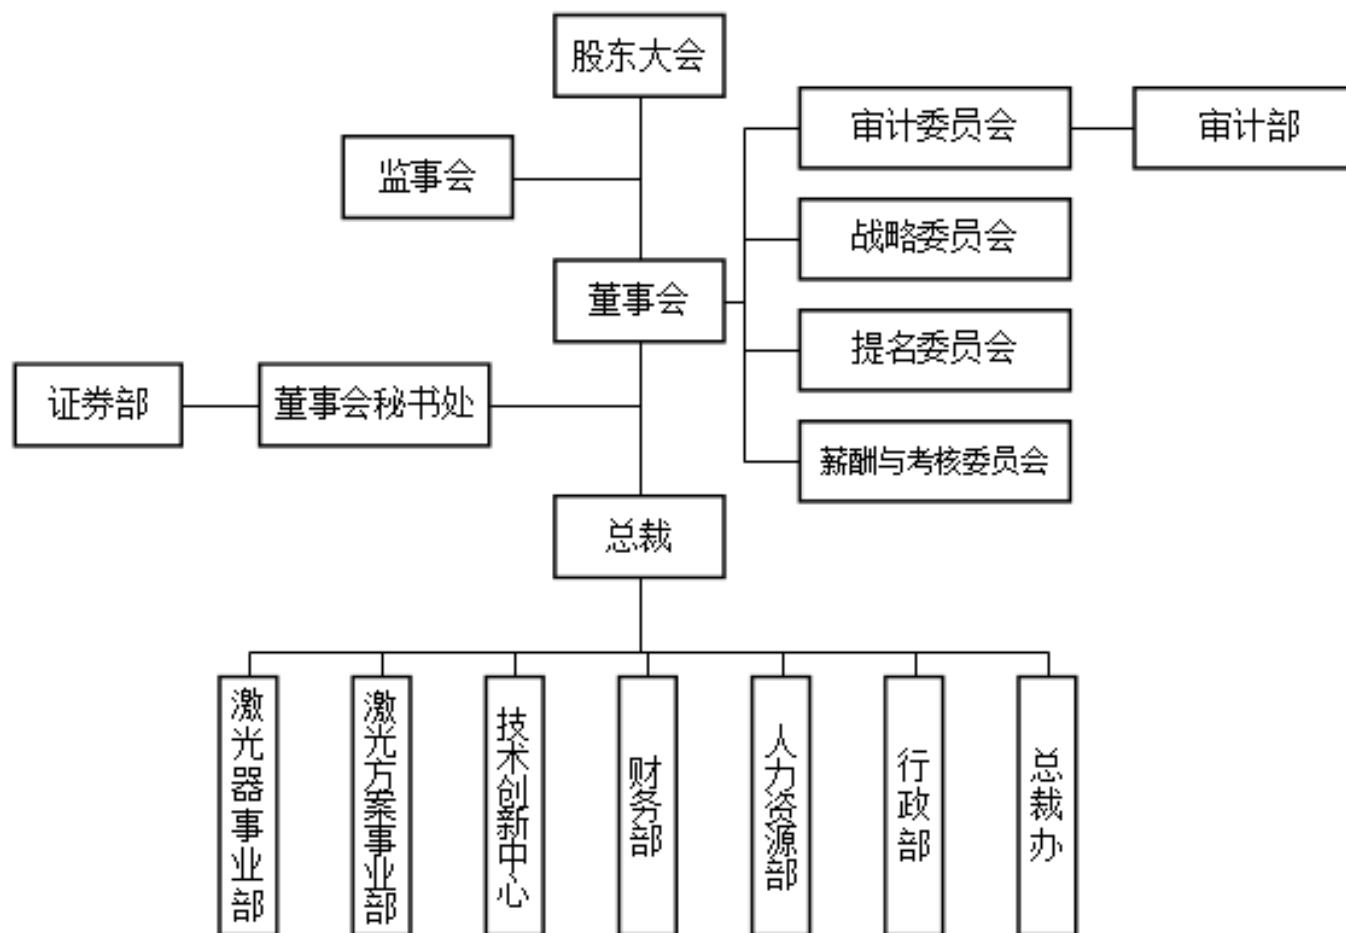 股东大会
审计委员会
审计部
监事会
战略委员会
董事会
提名委员会
证券部
董事会秘书处
薪酬与考核委员会
总裁
激光器事业部
激光方案事业部
技术创新中心
财务部
人力资源部
行政部
总裁办